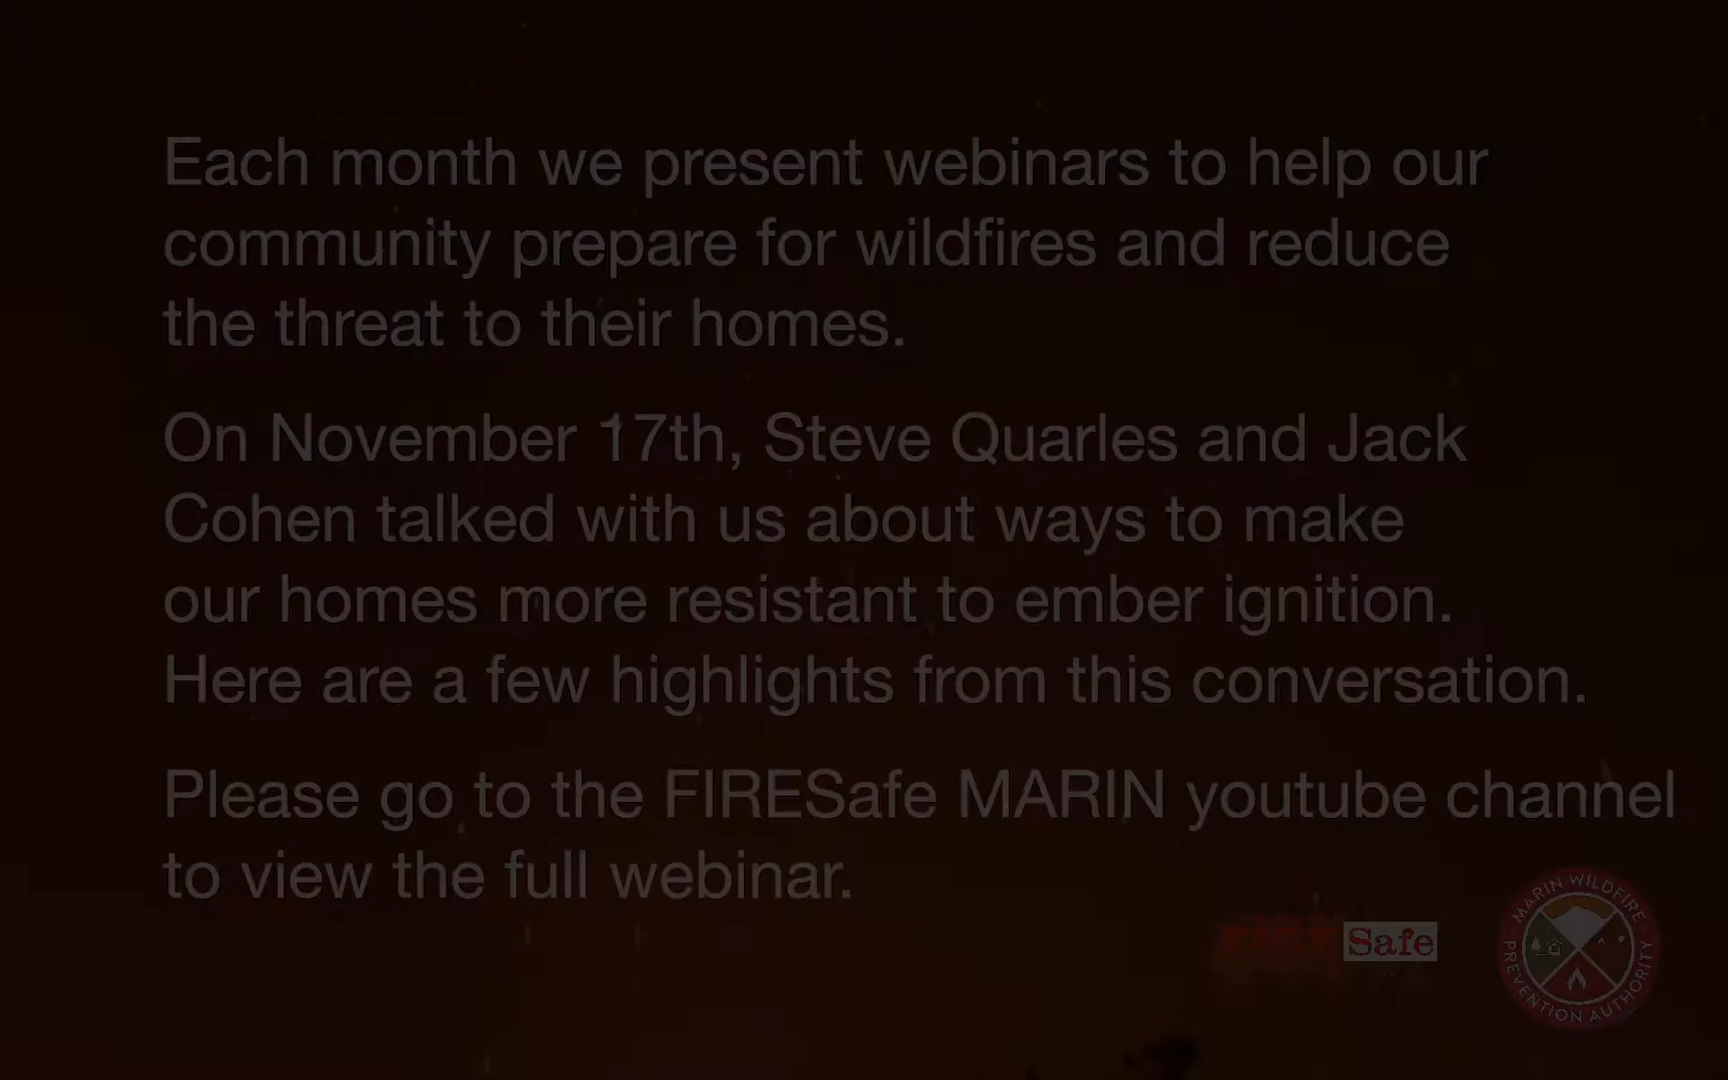 Each month we present webinars to help our
community prepare for wildfires and reduce
the threat to their homes.
On November 17th, Steve Quarles and Jack
Cohen talked with us about ways to make
our homes more resistant to ember ignition.
Here are a few highlights from this conversation.
Please go to the FIRESafe MARIN youtube channel
to view the full webinar.
Safe
MARIN WILDFIRE
PREVENTION AUTHORITY